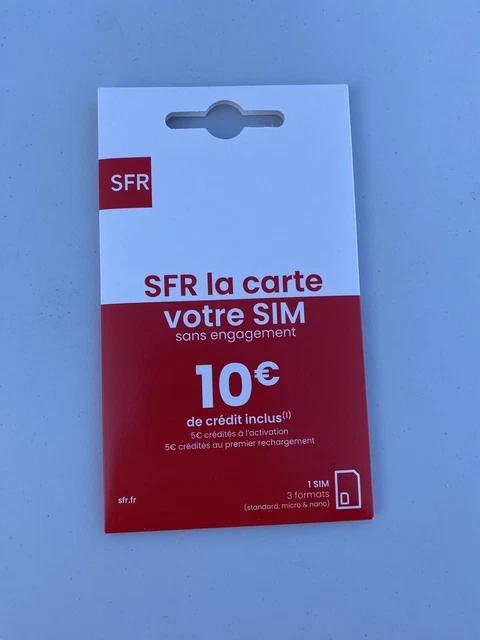 SFR
SFR la carte
votre SIM
sans engagement
10€
de crédit inclus(1)
5€ crédités à l'activation
5€ crédités au premier rechargement
1 SIM
3 formats
(standard, micro & nano)
sfr.fr